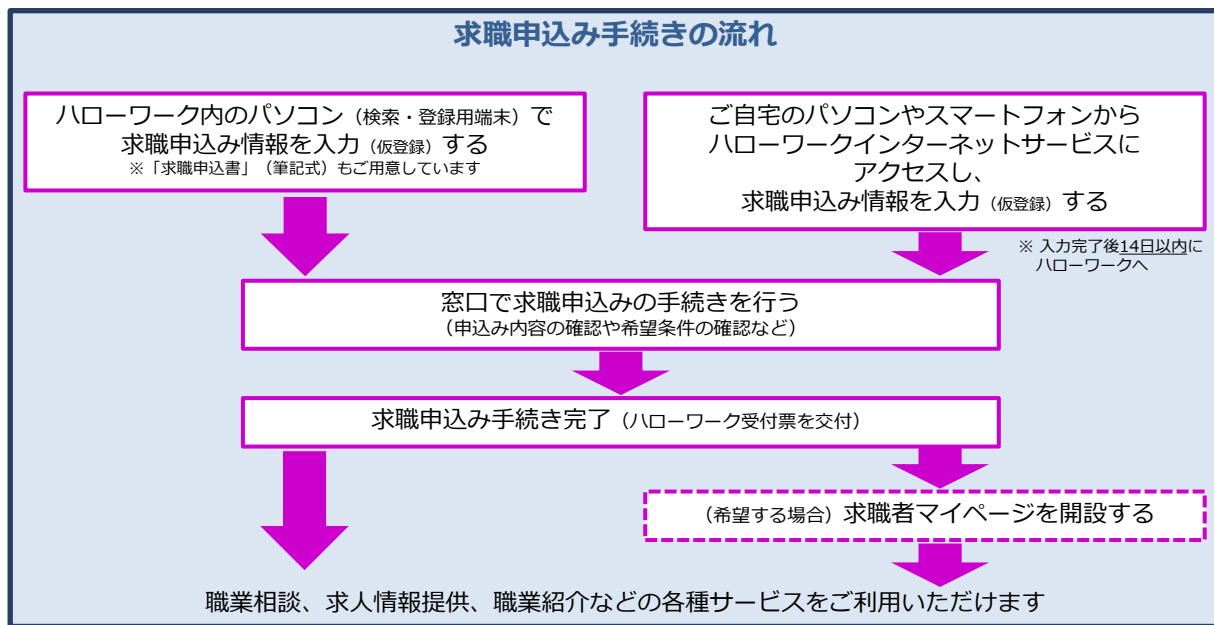 求職申込み手続きの流れ
ハローワーク内のパソコン（検索・登録用端末）で
求職申込み情報を入力（仮登録）する
※「求職申込書」（筆記式）もご用意しています
ご自宅のパソコンやスマートフォンから
ハローワークインターネットサービスに
アクセスし、
求職申込み情報を入力（仮登録）する
※ 入力完了後14日以内に
ハローワークへ
窓口で求職申込みの手続きを行う
（申込み内容の確認や希望条件の確認など）
求職申込み手続き完了（ハローワーク受付票を交付）
（希望する場合）求職者マイページを開設する
職業相談、求人情報提供、職業紹介などの各種サービスをご利用いただけます